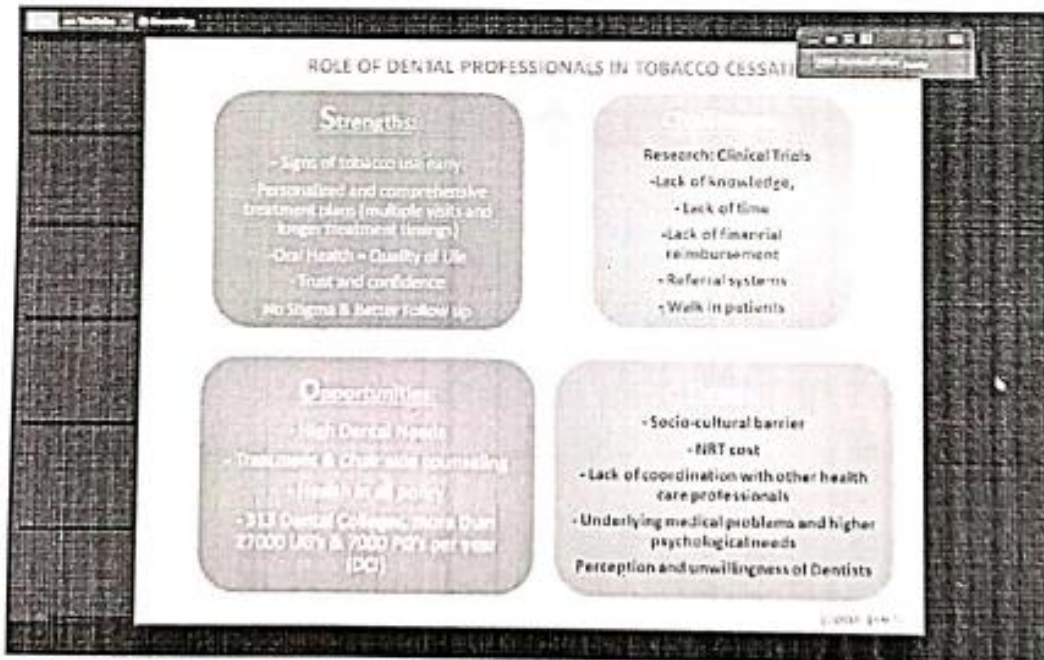 ROLE OF DENTAL PROFESSIONALS IN TOBACCO CESSATI
Strengths:
- Signs of tobacco use early
-Personalized and comprehensive
treatment plans (multiple visits and
longer treatment timings)
-Oral Health = Quality of Life
- Trust and confidence
No Stigma & Better Follow up
Research: Clinical Trials
-Lack of knowledge,
- Lack of time
-Lack of financial
reimbursement
- Referral systems
- Walk in patients
Opportunities:
- High Dental Needs
- Treatment & Chair side counseling
- Health in all policy
- 313 Dental Colleges, more than
27000 UG's & 7000 PG's per year
(DCI)
- Socio-cultural barrier
- NRT cost
- Lack of coordination with other health
care professionals
- Underlying medical problems and higher
psychological needs
Perception and unwillingness of Dentists